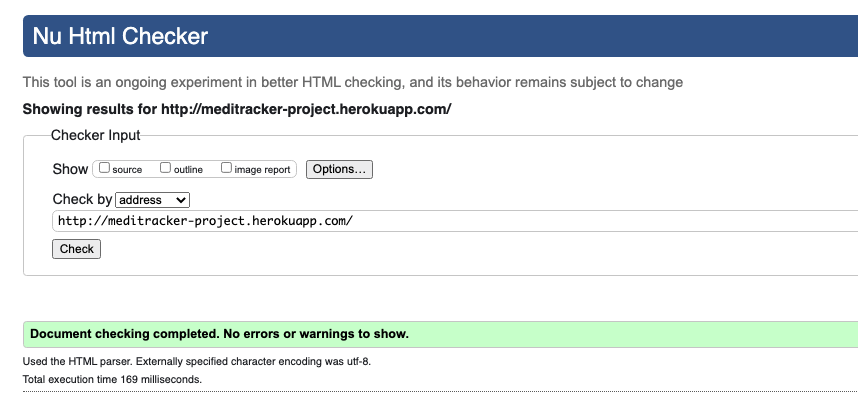 Nu Html Checker
This tool is an ongoing experiment in better HTML checking, and its behavior remains subject to change
Showing results for http://meditracker-project.herokuapp.com/
Checker Input
Show source outline image report Options...
Check by address
http://meditracker-project.herokuapp.com/
Check
Document checking completed. No errors or warnings to show.
Used the HTML parser. Externally specified character encoding was utf-8.
Total execution time 169 milliseconds.